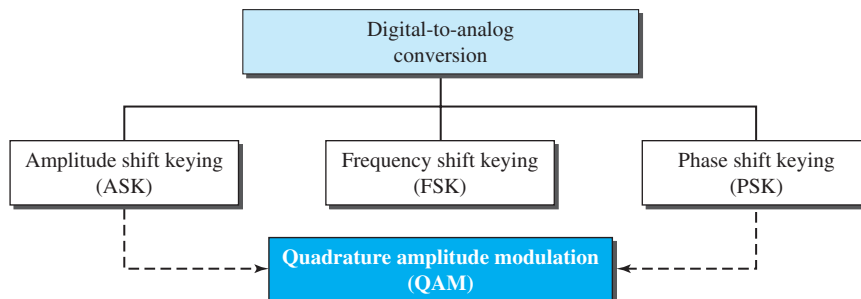 Digital-to-analog
conversion
Amplitude shift keying
(ASK)
Frequency shift keying
(FSK)
Phase shift keying
(PSK)
Quadrature amplitude modulation
(QAM)